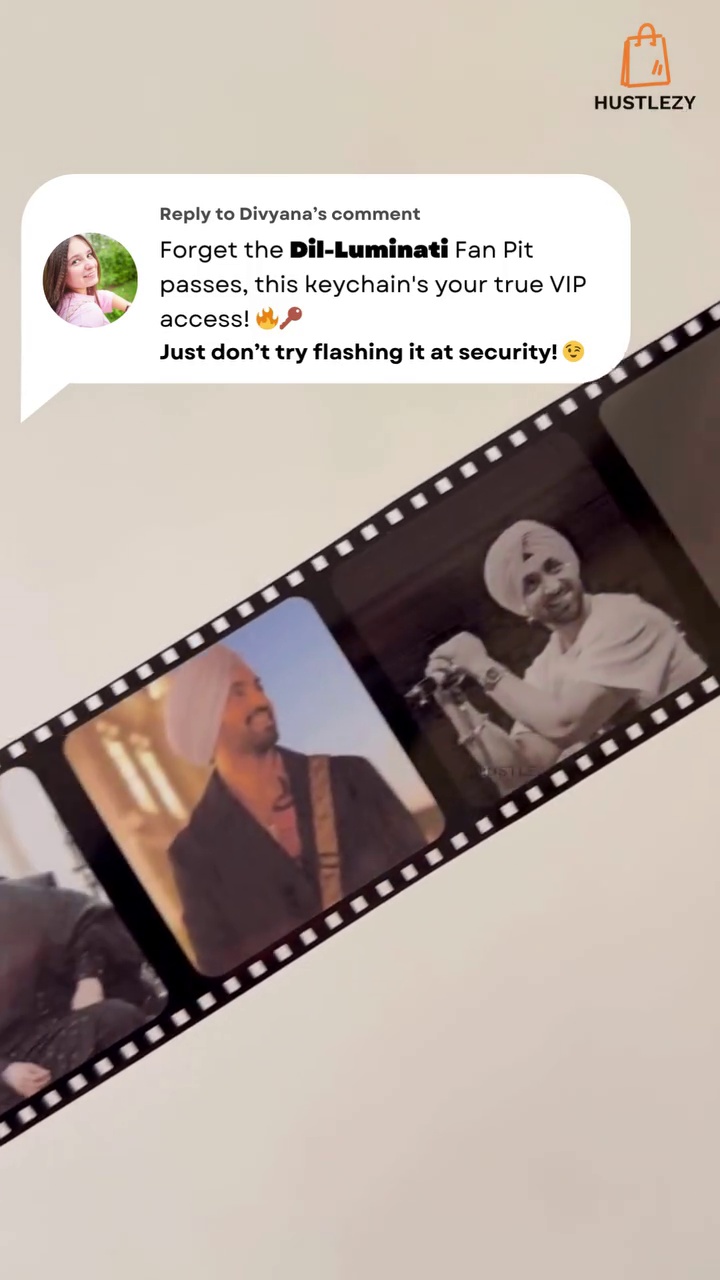 HUSTLEZY
Reply to Divyana’s comment
Forget the Dil-Luminati Fan Pit
passes, this keychain's your true VIP
access! 🔥🔑
Just don’t try flashing it at security! 😉